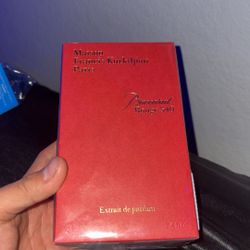 Maison
Francis Kurkdjian
Paris
Baccarat
Rouge 540
Extrait de parfum